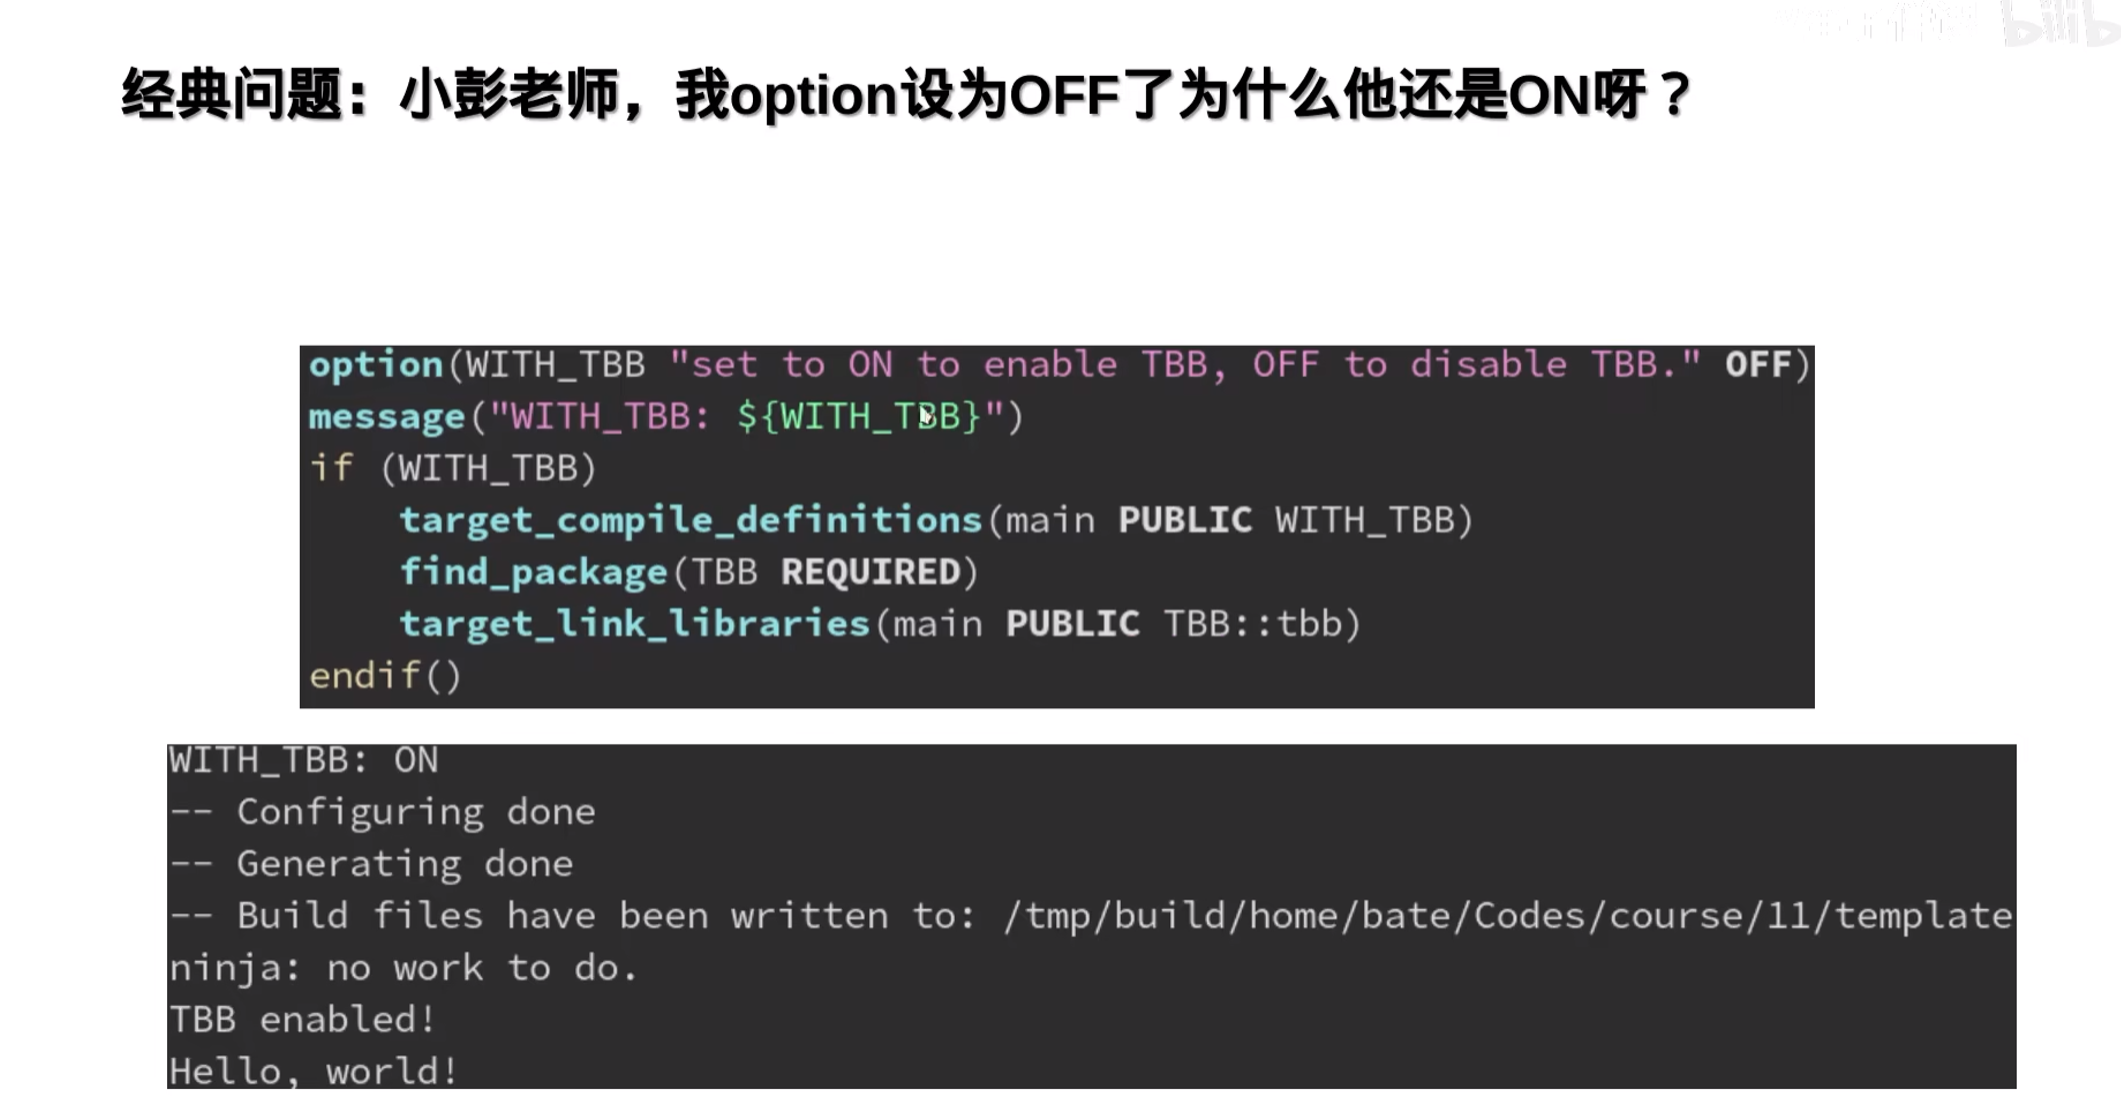 经典问题：小彭老师，我option设为OFF了为什么他还是ON呀？
option(WITH_TBB "set to ON to enable TBB, OFF to disable TBB." OFF)
message("WITH_TBB: ${WITH_TBB}")
if (WITH_TBB)
    target_compile_definitions(main PUBLIC WITH_TBB)
    find_package(TBB REQUIRED)
    target_link_libraries(main PUBLIC TBB::tbb)
endif()
WITH_TBB: ON
-- Configuring done
-- Generating done
-- Build files have been written to: /tmp/build/home/bate/Codes/course/11/template
ninja: no work to do.
TBB enabled!
Hello, world!